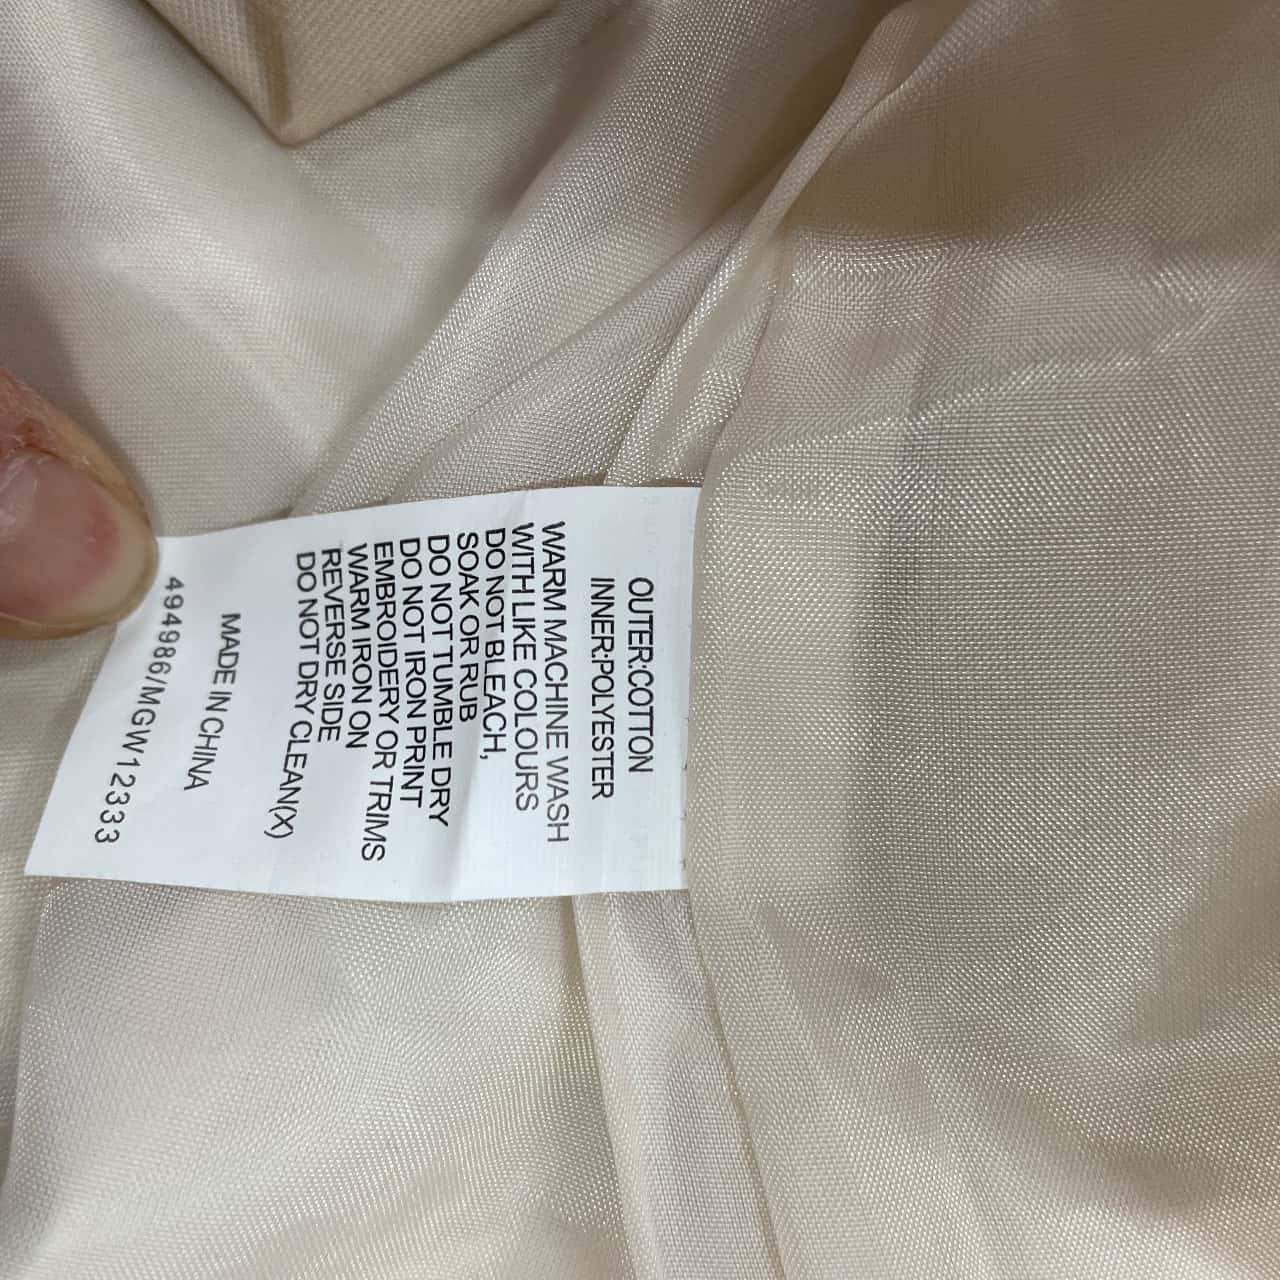 OUTER:COTTON
INNER:POLYESTER
WARM MACHINE WASH
WITH LIKE COLOURS
DO NOT BLEACH,
SOAK OR RUB
DO NOT TUMBLE DRY
DO NOT IRON PRINT
EMBROIDERY OR TRIMS
WARM IRON ON
REVERSE SIDE
DO NOT DRY CLEAN(X)
MADE IN CHINA
494986/MGW12333